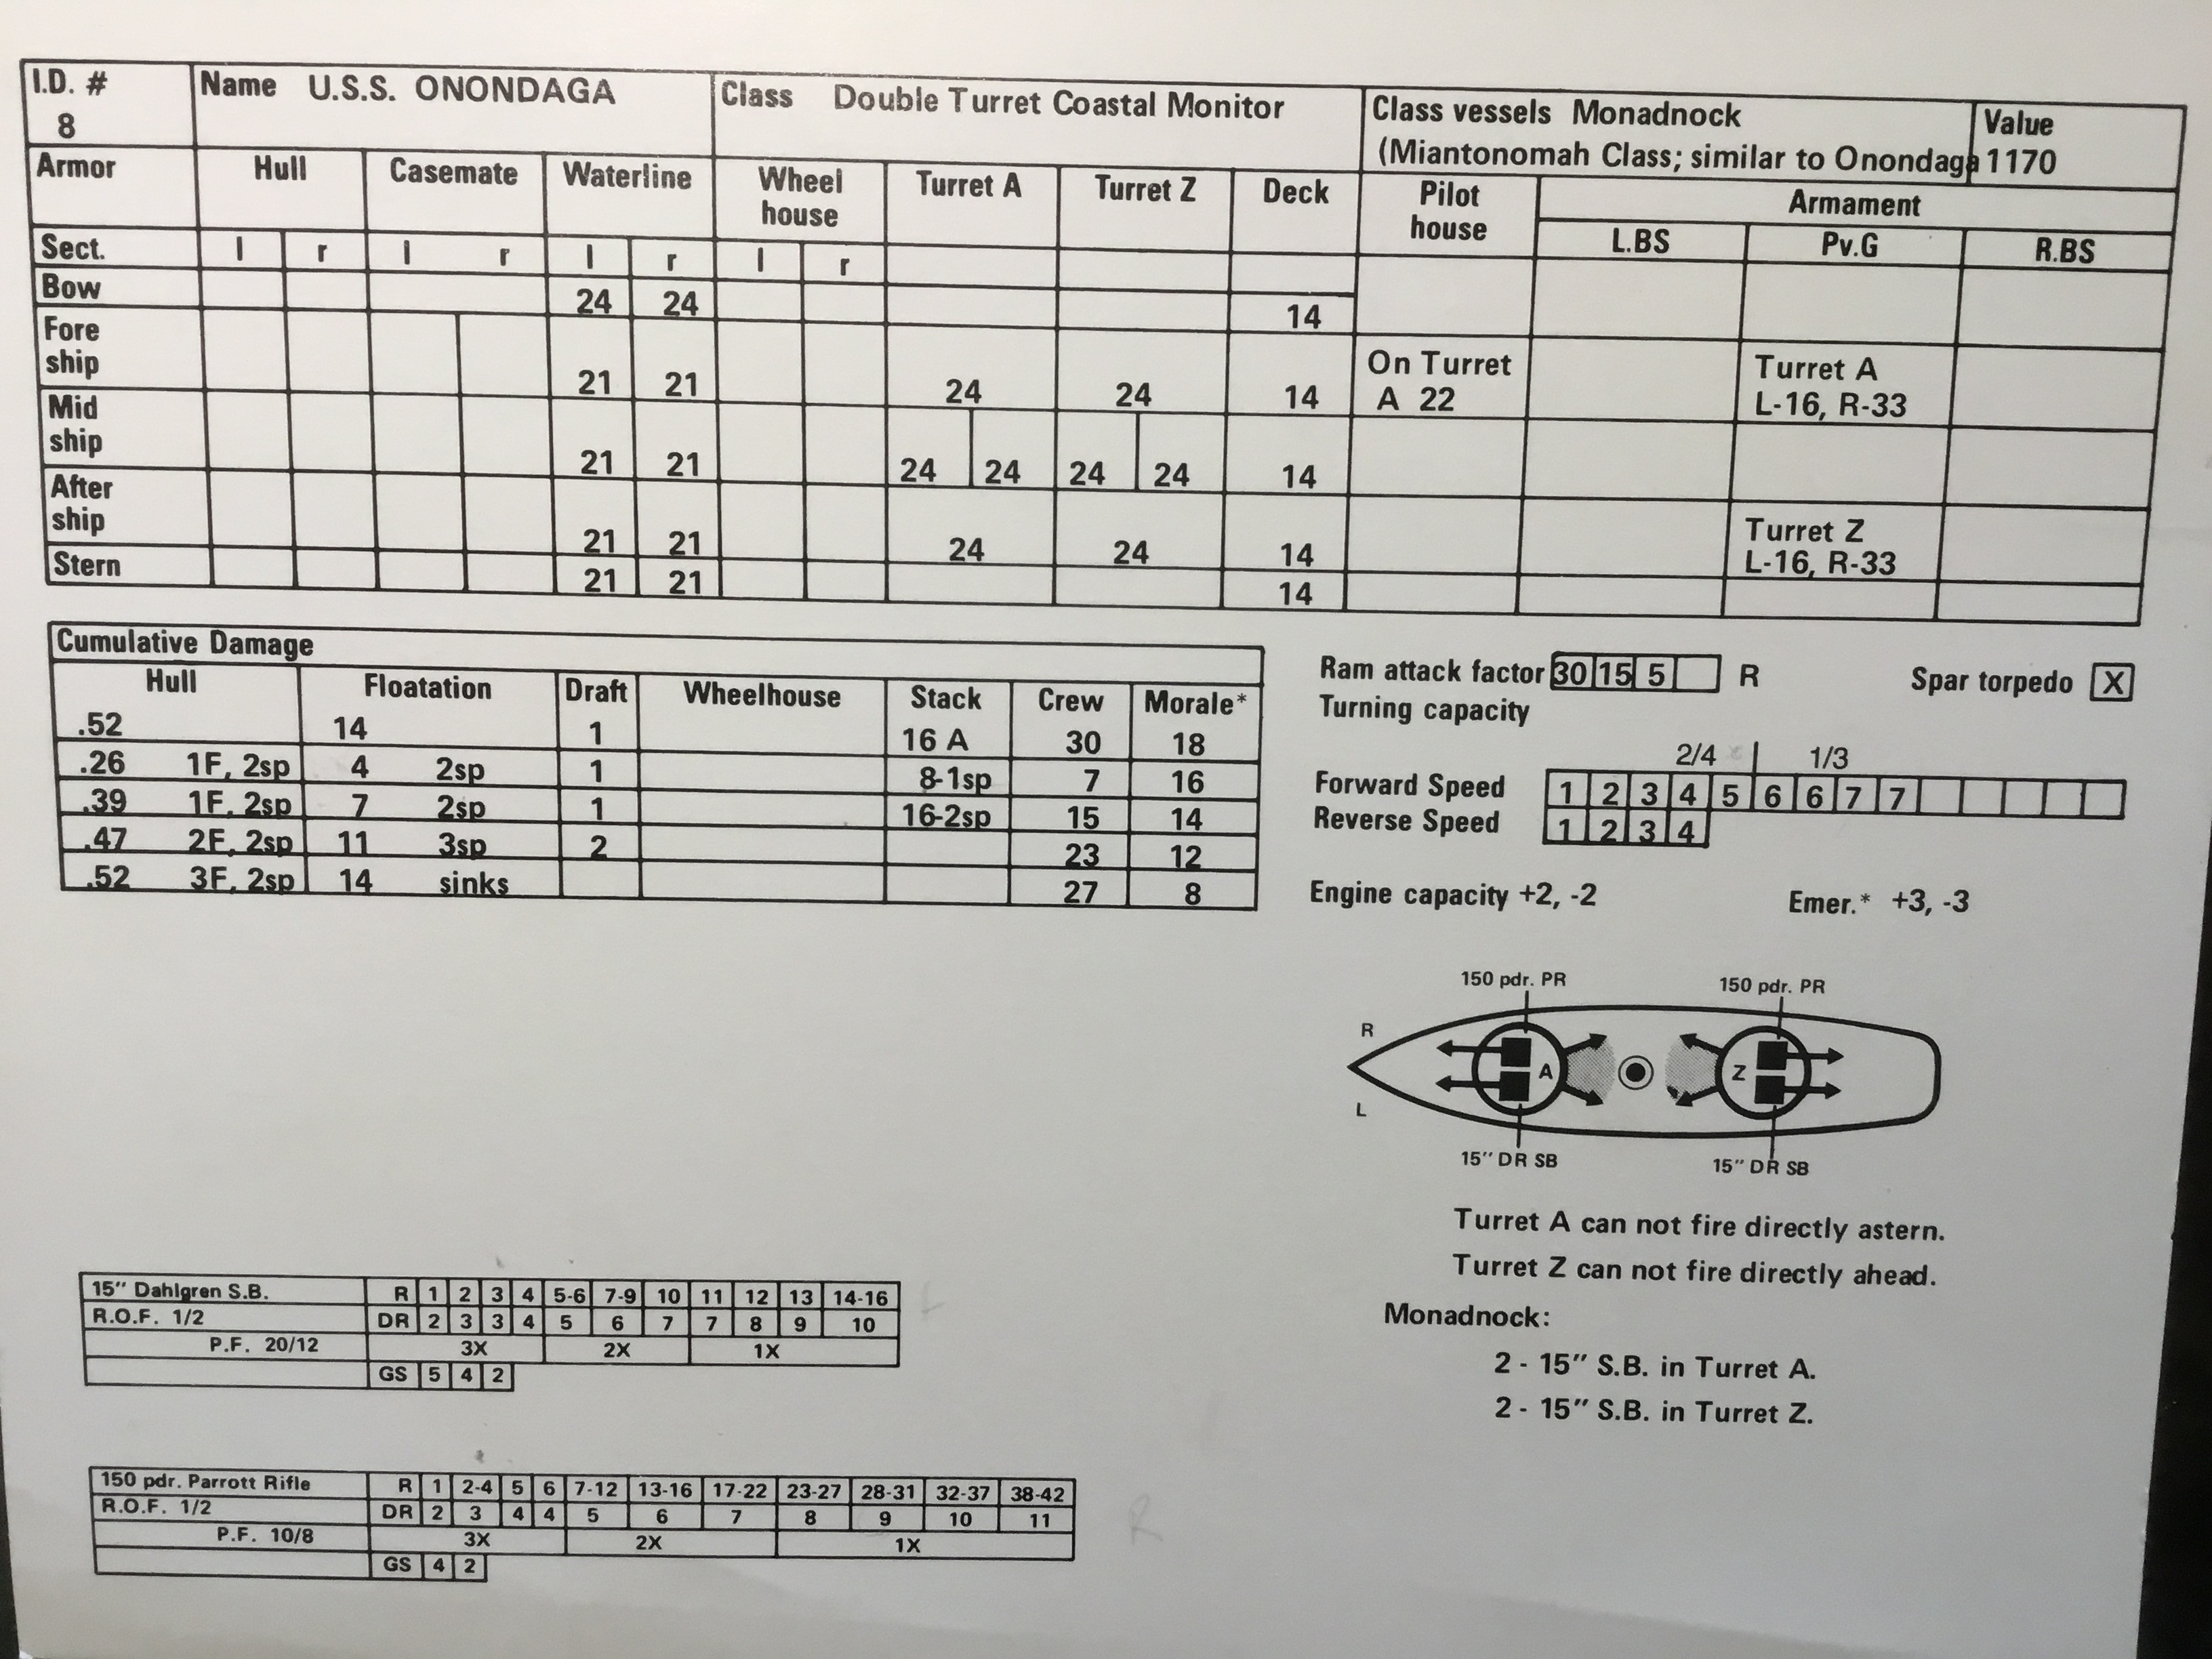 I.D. # Name U.S.S. ONONDAGA Class Double Turret Coastal Monitor Class vessels Monadnock Value
8 (Miantonomah Class; similar to Onondaga 1170
Armor Hull Casemate Waterline Wheel house Turret A Turret Z Deck Pilot house Armament
L.BS Pv.G R.BS
Sect. l r l r l r l r
Bow 24 24 14
Fore ship 21 21 24 24 14 On Turret A 22 Turret A L-16, R-33
Mid ship 21 21 24 24 24 24 14
After ship 21 21 24 24 14 Turret Z L-16, R-33
Stern 21 21 14
Cumulative Damage
Hull Floatation Draft Wheelhouse Stack Crew Morale*
.52 14 1 16 A 30 18
.26 1F, 2sp 4 2sp 1 8-1sp 7 16
.39 1F, 2sp 7 2sp 1 16-2sp 15 14
.47 2F, 2sp 11 3sp 2 23 12
.52 3F, 2sp 14 sinks 27 8
Ram attack factor 30 15 5 R Spar torpedo X
Turning capacity
2/4 1/3
Forward Speed 1 2 3 4 5 6 6 7 7
Reverse Speed 1 2 3 4
Engine capacity +2, -2 Emer.* +3, -3
150 pdr. PR 150 pdr. PR
R
A Z
L
15" DR SB 15" DR SB
Turret A can not fire directly astern.
Turret Z can not fire directly ahead.
Monadnock:
2 - 15" S.B. in Turret A.
2 - 15" S.B. in Turret Z.
15" Dahlgren S.B. R 1 2 3 4 5-6 7-9 10 11 12 13 14-16
R.O.F. 1/2 DR 2 3 3 4 5 6 7 7 8 9 10
P.F. 20/12 3X 2X 1X
GS 5 4 2
L
150 pdr. Parrott Rifle R 1 2-4 5 6 7-12 13-16 17-22 23-27 28-31 32-37 38-42
R.O.F. 1/2 DR 2 3 4 4 5 6 7 8 9 10 11
P.F. 10/8 3X 2X 1X
GS 4 2
R